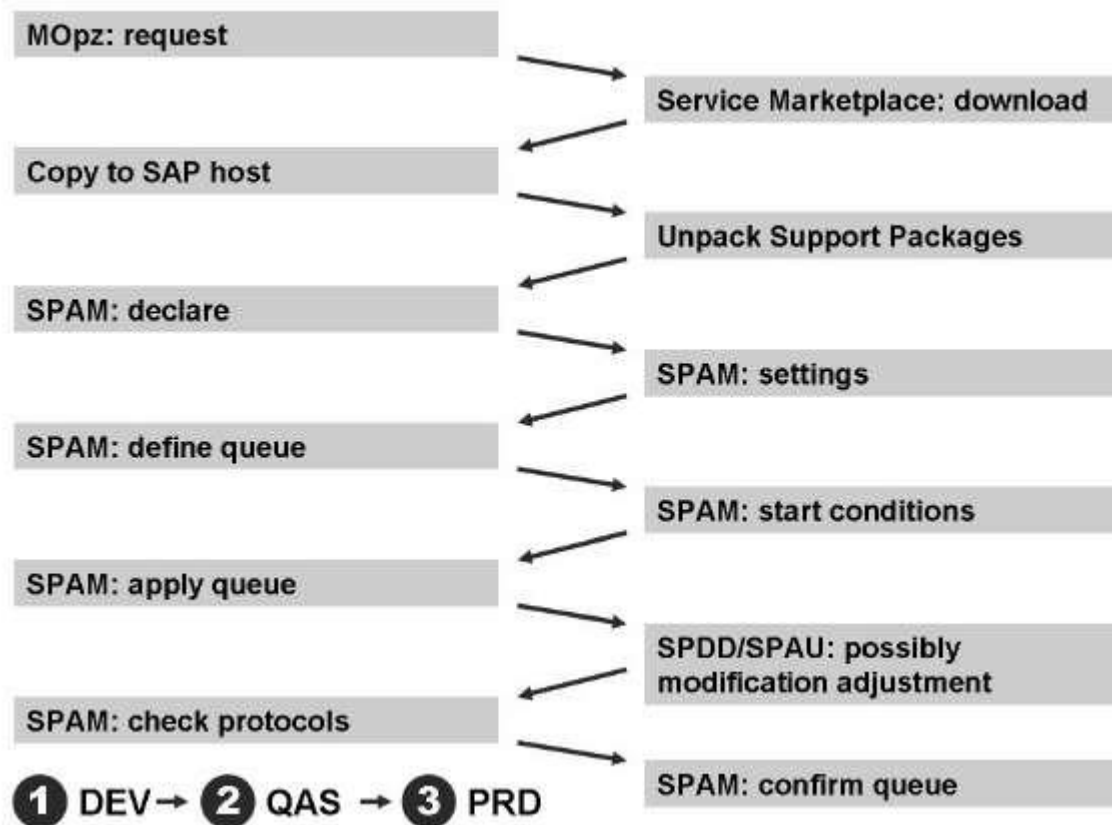 MOpz: request
Service Marketplace: download
Copy to SAP host
Unpack Support Packages
SPAM: declare
SPAM: settings
SPAM: define queue
SPAM: start conditions
SPAM: apply queue
SPDD/SPAU: possibly
modification adjustment
SPAM: check protocols
SPAM: confirm queue
1 DEV → 2 QAS → 3 PRD